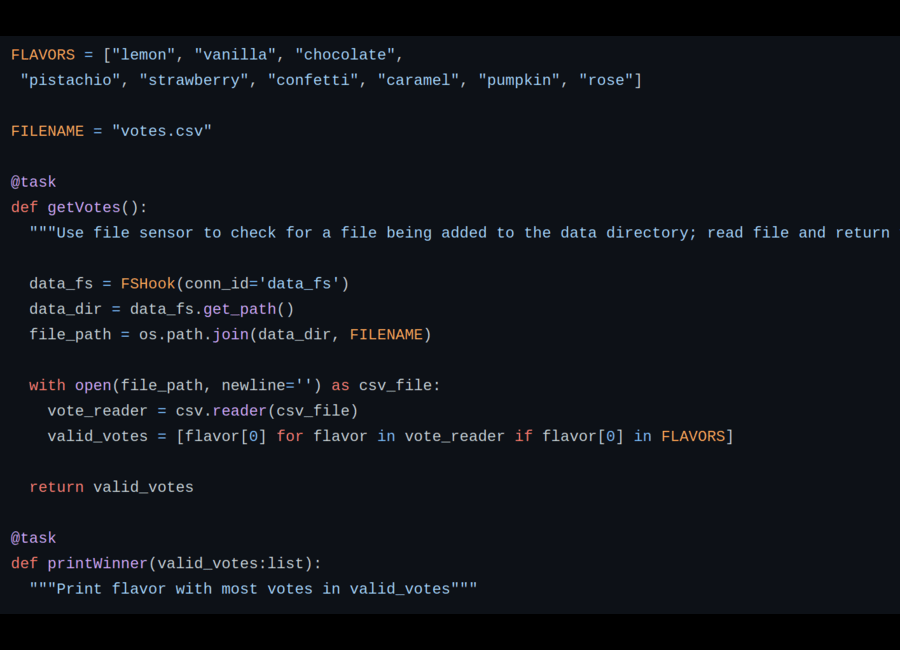 FLAVORS = ["lemon", "vanilla", "chocolate",
 "pistachio", "strawberry", "confetti", "caramel", "pumpkin", "rose"]

FILENAME = "votes.csv"

@task
def getVotes():
  """Use file sensor to check for a file being added to the data directory; read file and return

  data_fs = FSHook(conn_id='data_fs')
  data_dir = data_fs.get_path()
  file_path = os.path.join(data_dir, FILENAME)

  with open(file_path, newline='') as csv_file:
    vote_reader = csv.reader(csv_file)
    valid_votes = [flavor[0] for flavor in vote_reader if flavor[0] in FLAVORS]

  return valid_votes

@task
def printWinner(valid_votes:list):
  """Print flavor with most votes in valid_votes"""